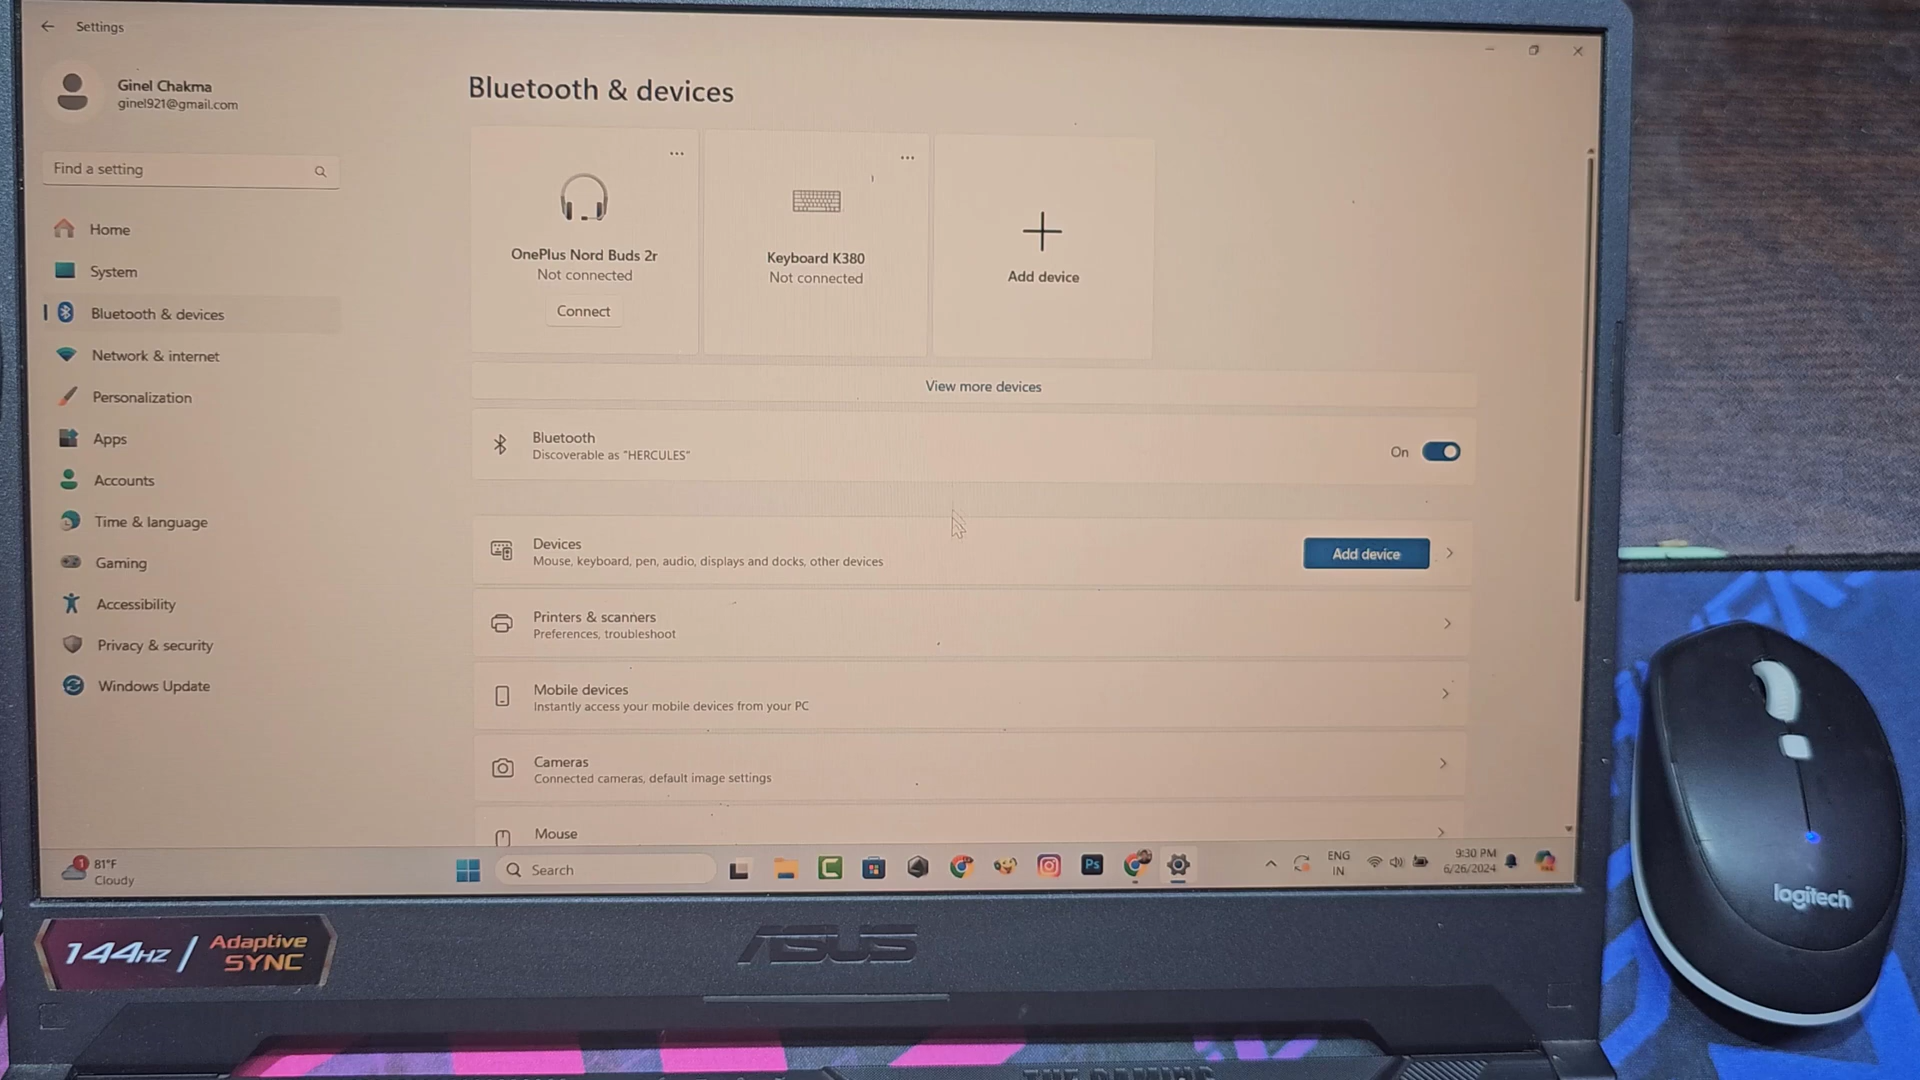 Settings
Ginel Chakma
ginel921@gmail.com
Find a setting
Home
System
Bluetooth & devices
Network & internet
Personalization
Apps
Accounts
Time & language
Gaming
Accessibility
Privacy & security
Windows Update
Bluetooth & devices
OnePlus Nord Buds 2r
Not connected
Connect
Keyboard K380
Not connected
Add device
View more devices
Bluetooth
Discoverable as "HERCULES"
On
Devices
Mouse, keyboard, pen, audio, displays and docks, other devices
Add device
Printers & scanners
Preferences, troubleshoot
Mobile devices
Instantly access your mobile devices from your PC
Cameras
Connected cameras, default image settings
Mouse
1
81°F
Cloudy
Search
Ps
ENG
IN
9:30 PM
6/26/2024
144Hz / Adaptive SYNC
ASUS
logitech